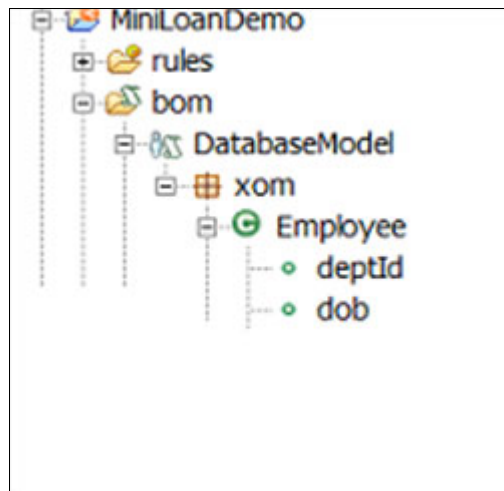 MiniLoanDemo
rules
bom
DatabaseModel
xom
Employee
deptId
dob